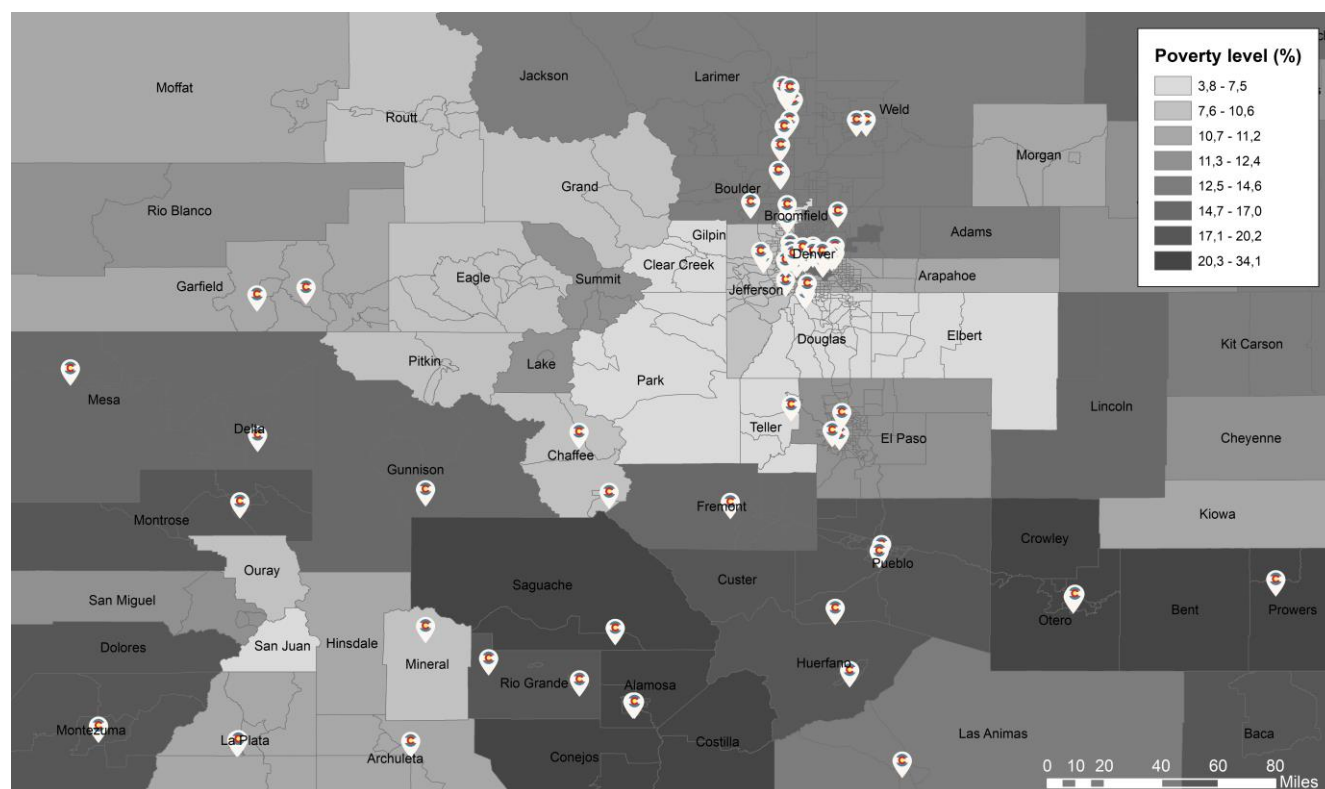 Poverty level (%)
3,8 - 7,5
7,6 - 10,6
10,7 - 11,2
11,3 - 12,4
12,5 - 14,6
14,7 - 17,0
17,1 - 20,2
20,3 - 34,1
Moffat
Routt
Jackson
Larimer
Weld
Morgan
Grand
Boulder
Rio Blanco
Broomfield
Gilpin
Adams
Denver
Clear Creek
Eagle
Summit
Arapahoe
Garfield
Jefferson
Douglas
Elbert
Kit Carson
Pitkin
Lake
Park
Mesa
Lincoln
Delta
Teller
El Paso
Cheyenne
Chaffee
Gunnison
Fremont
Kiowa
Montrose
Crowley
Pueblo
Ouray
Custer
Saguache
San Miguel
Otero
Bent
Prowers
San Juan
Hinsdale
Dolores
Mineral
Huerfano
Rio Grande
Alamosa
Montezuma
La Plata
Costilla
Las Animas
Baca
Archuleta
Conejos
0 10 20 40 60 80
Miles